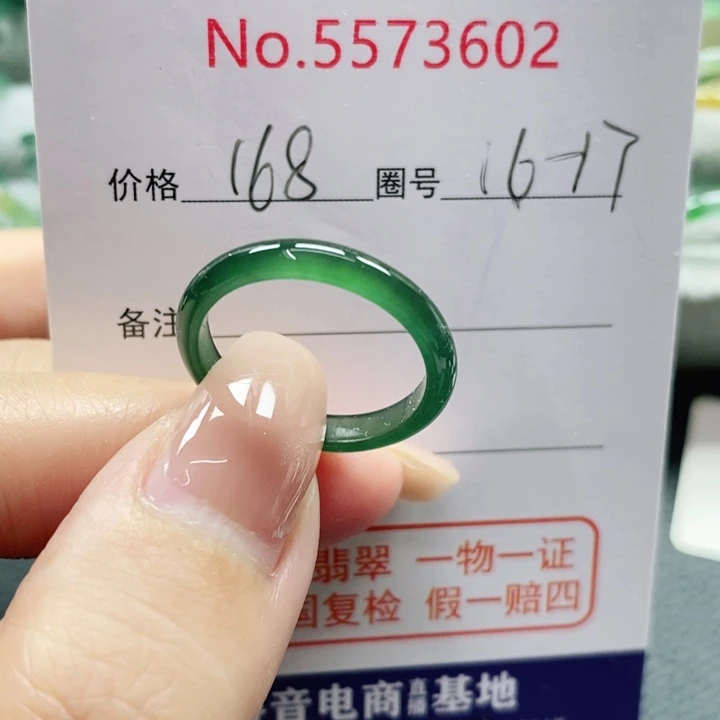 No.5573602
价格 168 圈号 16-17
备注
翡翠 一物一证
国复检 假一赔四
音电商直播基地